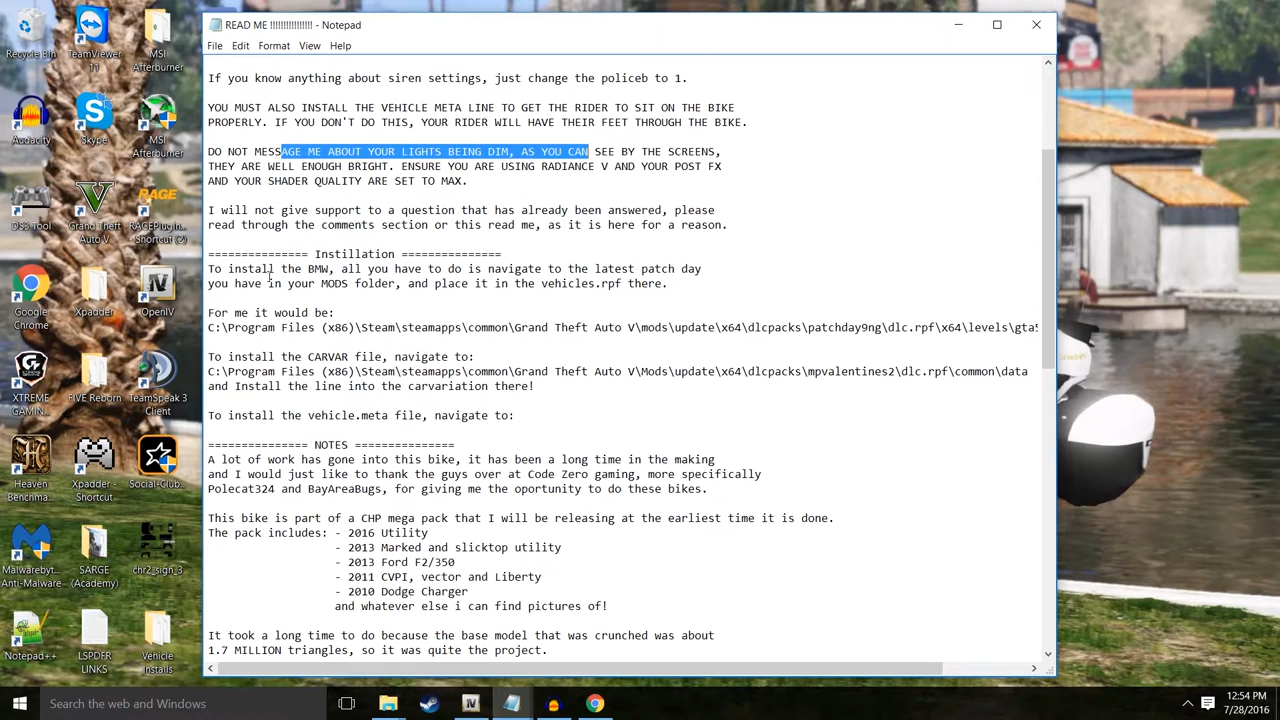 READ ME !!!!!!!!!!!!!!!! - Notepad
File Edit Format View Help
If you know anything about siren settings, just change the policeb to 1.
YOU MUST ALSO INSTALL THE VEHICLE META LINE TO GET THE RIDER TO SIT ON THE BIKE
PROPERLY. IF YOU DON'T DO THIS, YOUR RIDER WILL HAVE THEIR FEET THROUGH THE BIKE.
DO NOT MESSAGE ME ABOUT YOUR LIGHTS BEING DIM, AS YOU CAN SEE BY THE SCREENS,
THEY ARE WELL ENOUGH BRIGHT. ENSURE YOU ARE USING RADIANCE V AND YOUR POST FX
AND YOUR SHADER QUALITY ARE SET TO MAX.
I will not give support to a question that has already been answered, please
read through the comments section or this read me, as it is here for a reason.
=============== Instillation ===============
To install the BMW, all you have to do is navigate to the latest patch day
you have in your MODS folder, and place it in the vehicles.rpf there.
For me it would be:
C:\Program Files (x86)\Steam\steamapps\common\Grand Theft Auto V\mods\update\x64\dlcpacks\patchday9ng\dlc.rpf\x64\levels\gta5
To install the CARVAR file, navigate to:
C:\Program Files (x86)\Steam\steamapps\common\Grand Theft Auto V\Mods\update\x64\dlcpacks\mpvalentines2\dlc.rpf\common\data
and Install the line into the carvariation there!
To install the vehicle.meta file, navigate to:
=============== NOTES ===============
A lot of work has gone into this bike, it has been a long time in the making
and I would just like to thank the guys over at Code Zero gaming, more specifically
Polecat324 and BayAreaBugs, for giving me the oportunity to do these bikes.
This bike is part of a CHP mega pack that I will be releasing at the earliest time it is done.
The pack includes: - 2016 Utility
- 2013 Marked and slicktop utility
- 2013 Ford F2/350
- 2011 CVPI, vector and Liberty
- 2010 Dodge Charger
and whatever else i can find pictures of!
It took a long time to do because the base model that was crunched was about
1.7 MILLION triangles, so it was quite the project.
Recycle Bin
TeamViewer 11
MSI Afterburner
Audacity
Skype
MSI Afterburner
DS3 Tool
Grand Theft Auto V
RAGE
RAGEPlugin... - Shortcut (2)
Google Chrome
Xpadder
OpenIV
XTREME GAMIN...
FIVE Reborn
TeamSpeak 3 Client
Heaven Benchma...
Xpadder - Shortcut
Social-Club...
Malwarebyt... Anti-Malware
SARGE (Academy)
chr2_sign_3
Notepad++
LSPDFR LINKS
Vehicle Installs
Search the web and Windows
12:54 PM
7/28/2016